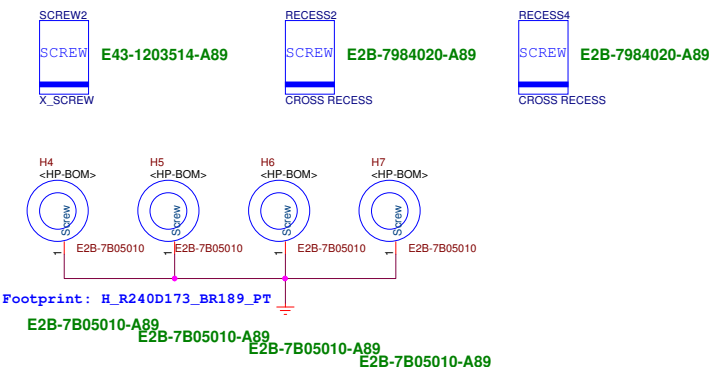 SCREW2
SCREW
E43-1203514-A89
X_SCREW
RECESS2
SCREW
E2B-7984020-A89
CROSS RECESS
RECESS4
SCREW
E2B-7984020-A89
CROSS RECESS
H4
<HP-BOM>
Screw
1
E2B-7B05010
H5
<HP-BOM>
Screw
1
E2B-7B05010
H6
<HP-BOM>
Screw
1
E2B-7B05010
H7
<HP-BOM>
Screw
1
E2B-7B05010
Footprint: H_R240D173_BR189_PT
E2B-7B05010-A89
E2B-7B05010-A89
E2B-7B05010-A89
E2B-7B05010-A89